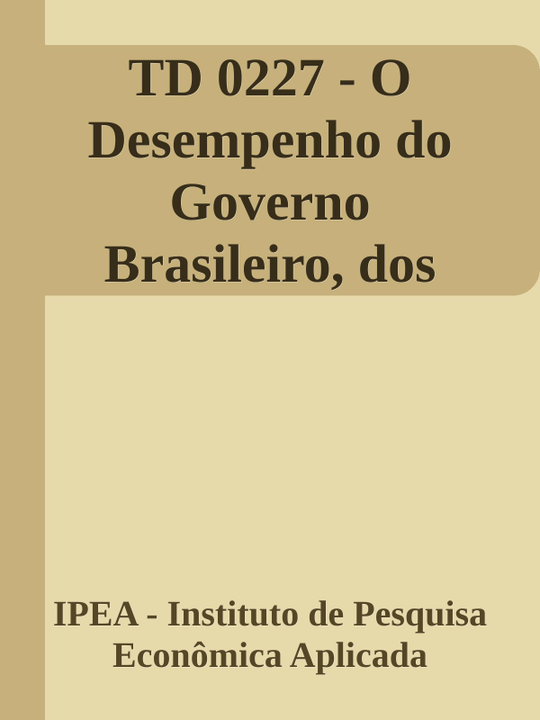 TD 0227 - O
Desempenho do
Governo
Brasileiro, dos
IPEA - Instituto de Pesquisa
Econômica Aplicada